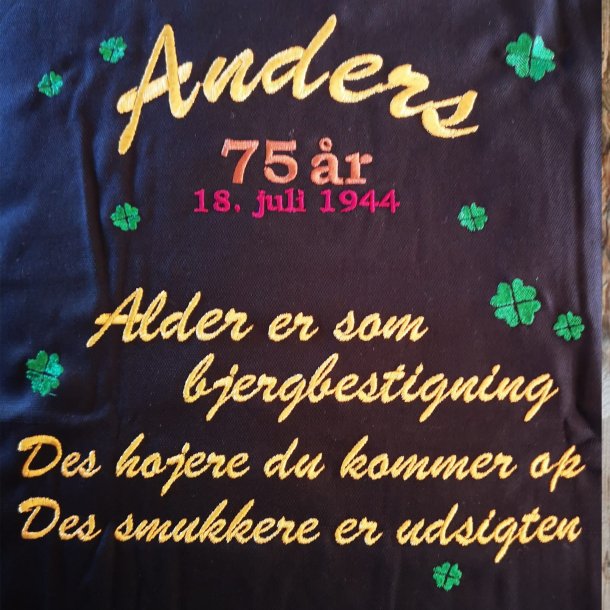 Anders
75 år
18. juli 1944
Alder er som
bjergbestigning
Des hojere du kommer op
Des smukkere er udsigten